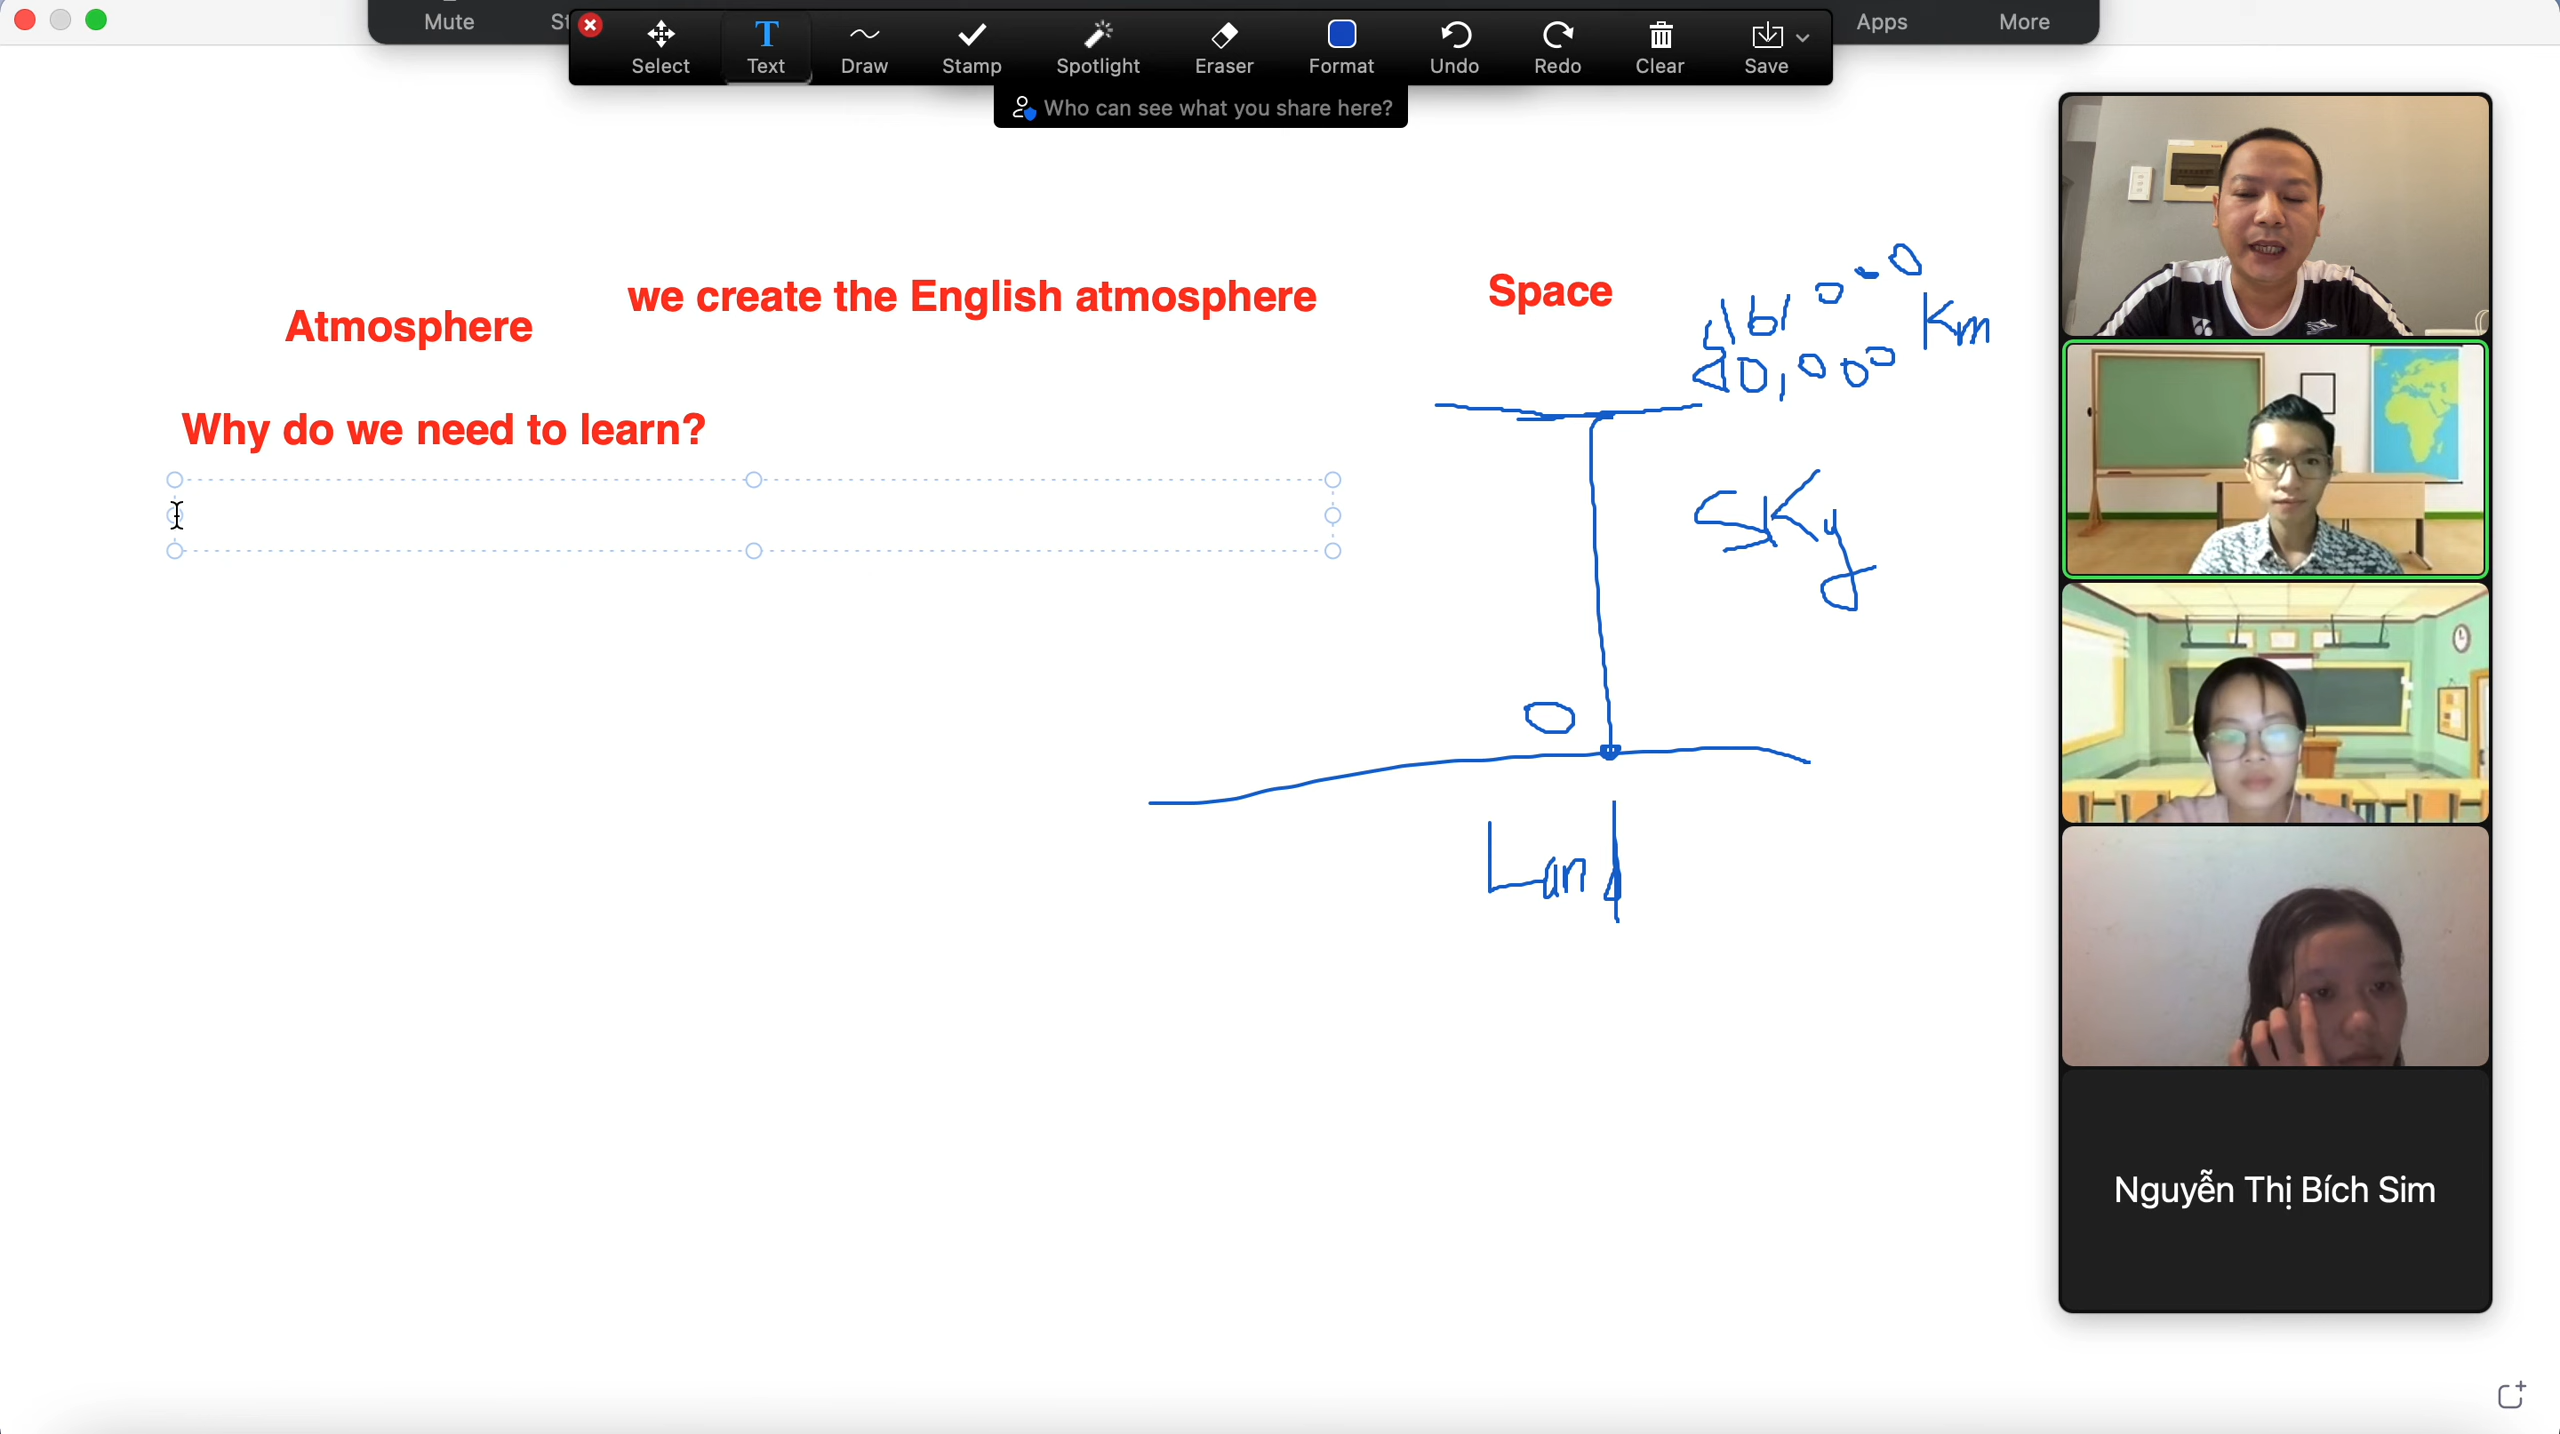 Mute
Apps
More
Select
Text
Draw
Stamp
Spotlight
Eraser
Format
Undo
Redo
Clear
Save
Who can see what you share here?
we create the English atmosphere
Space
Atmosphere
Km
Why do we need to learn?
SKy
0
Land
Nguyễn Thị Bích Sim